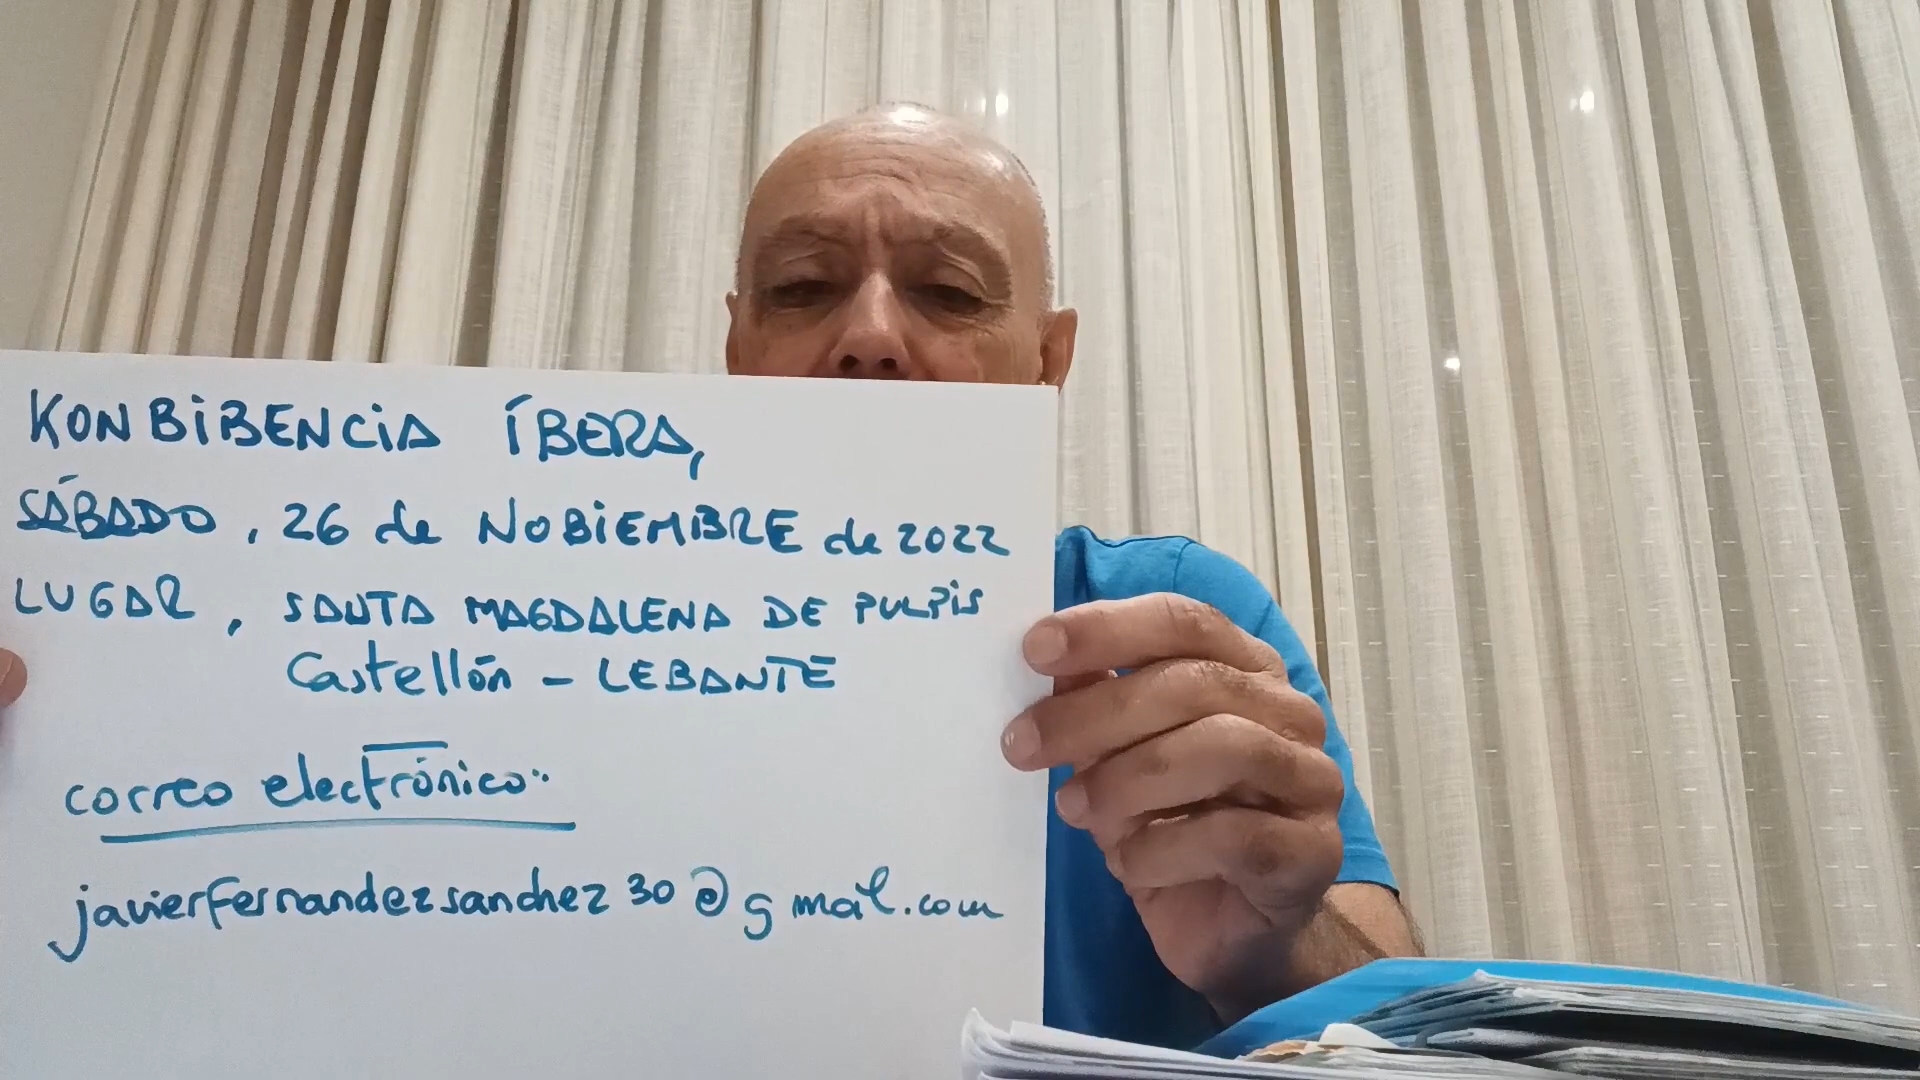 KONBIBENCIA ÍBERA,
SÁBADO, 26 de NOBIEMBRE de 2022
LUGAR, SANTA MAGDALENA DE PULPIS
Castellón - LEBANTE
correo electrónico:
javierfernandezsanchez30@gmail.com